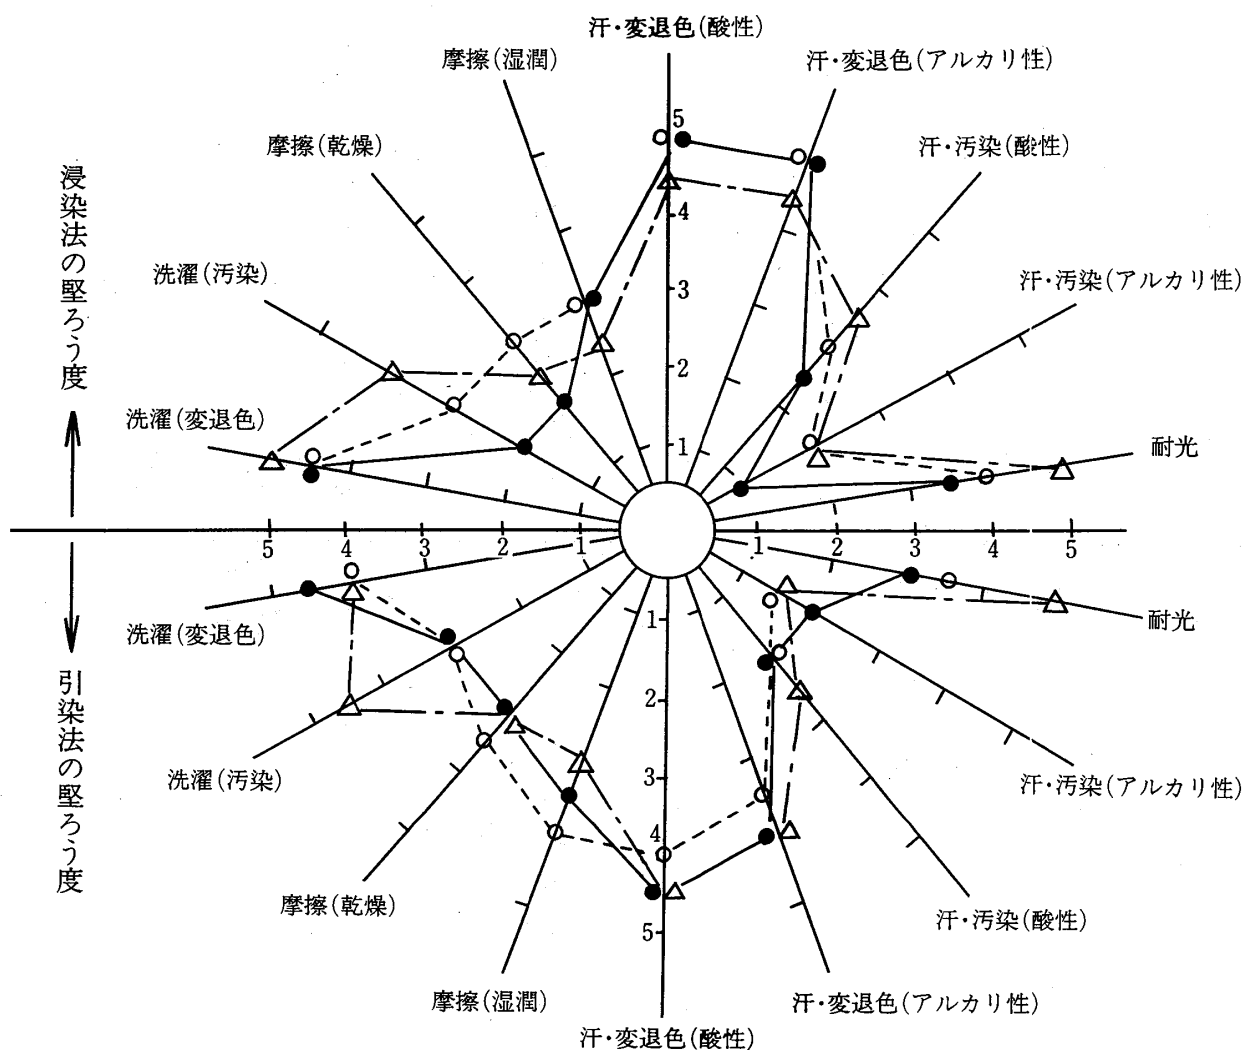 汗・変退色(酸性)
摩擦(湿潤)
汗・変退色(アルカリ性)
摩擦(乾燥)
汗・汚染(酸性)
浸染法の堅ろう度
洗濯(汚染)
汗・汚染(アルカリ性)
洗濯(変退色)
耐光
5
4
3
2
1
5
4
3
2
1
1
2
3
4
5
1
2
3
4
5
引染法の堅ろう度
洗濯(変退色)
耐光
洗濯(汚染)
汗・汚染(アルカリ性)
摩擦(乾燥)
汗・汚染(酸性)
摩擦(湿潤)
汗・変退色(アルカリ性)
汗・変退色(酸性)